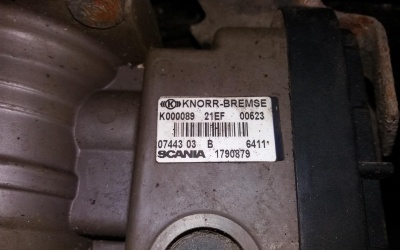 KNORR-BREMSE
K000089 21EF 00623
07443 03 B 6411
SCANIA 1790879